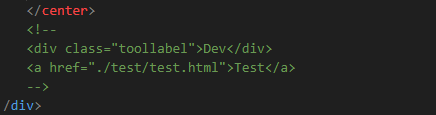 </center>
<!--
<div class="toollabel">Dev</div>
<a href="./test/test.html">Test</a>
-->
/div>